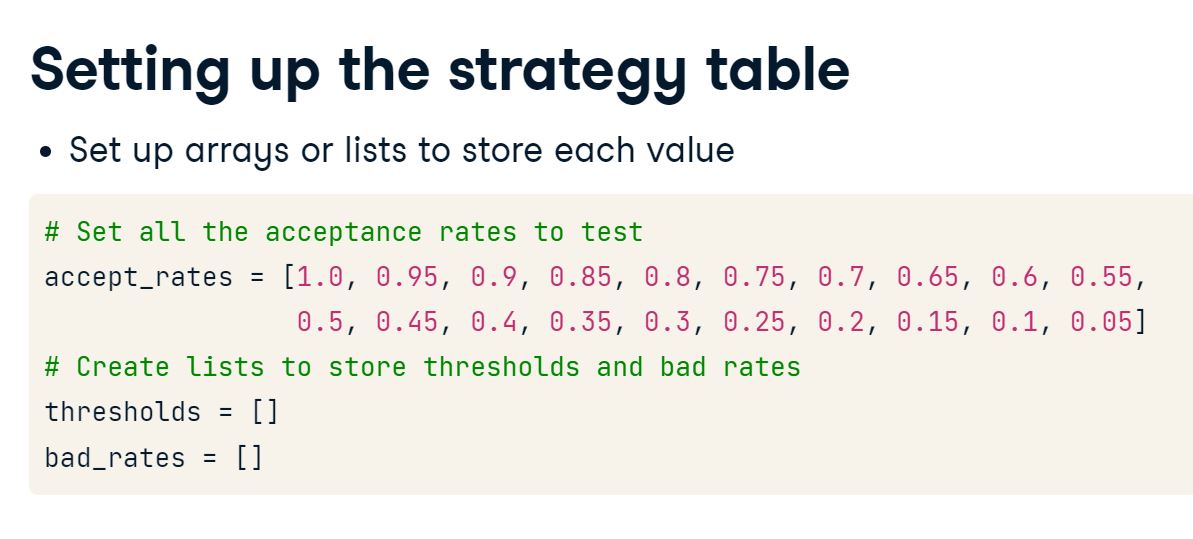 Setting up the strategy table
• Set up arrays or lists to store each value
# Set all the acceptance rates to test
accept_rates = [1.0, 0.95, 0.9, 0.85, 0.8, 0.75, 0.7, 0.65, 0.6, 0.55,
0.5, 0.45, 0.4, 0.35, 0.3, 0.25, 0.2, 0.15, 0.1, 0.05]
# Create lists to store thresholds and bad rates
thresholds = []
bad_rates = []